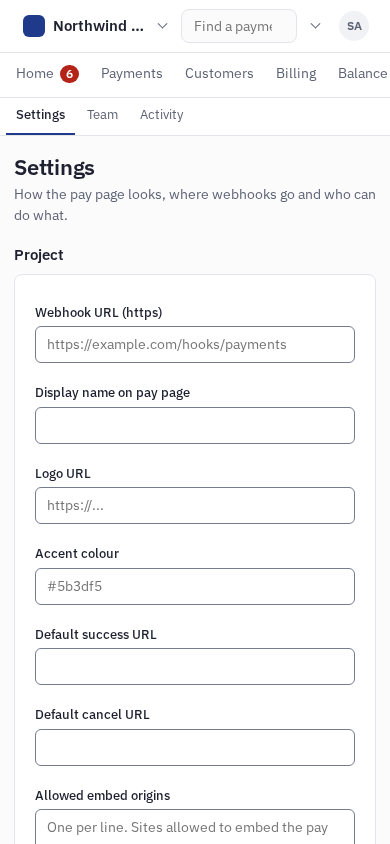 Northwind ...
Find a payme
SA
Home 6 Payments Customers Billing Balance
Settings Team Activity
Settings
How the pay page looks, where webhooks go and who can
do what.
Project
Webhook URL (https)
https://example.com/hooks/payments
Display name on pay page
Logo URL
https://...
Accent colour
#5b3df5
Default success URL
Default cancel URL
Allowed embed origins
One per line. Sites allowed to embed the pay